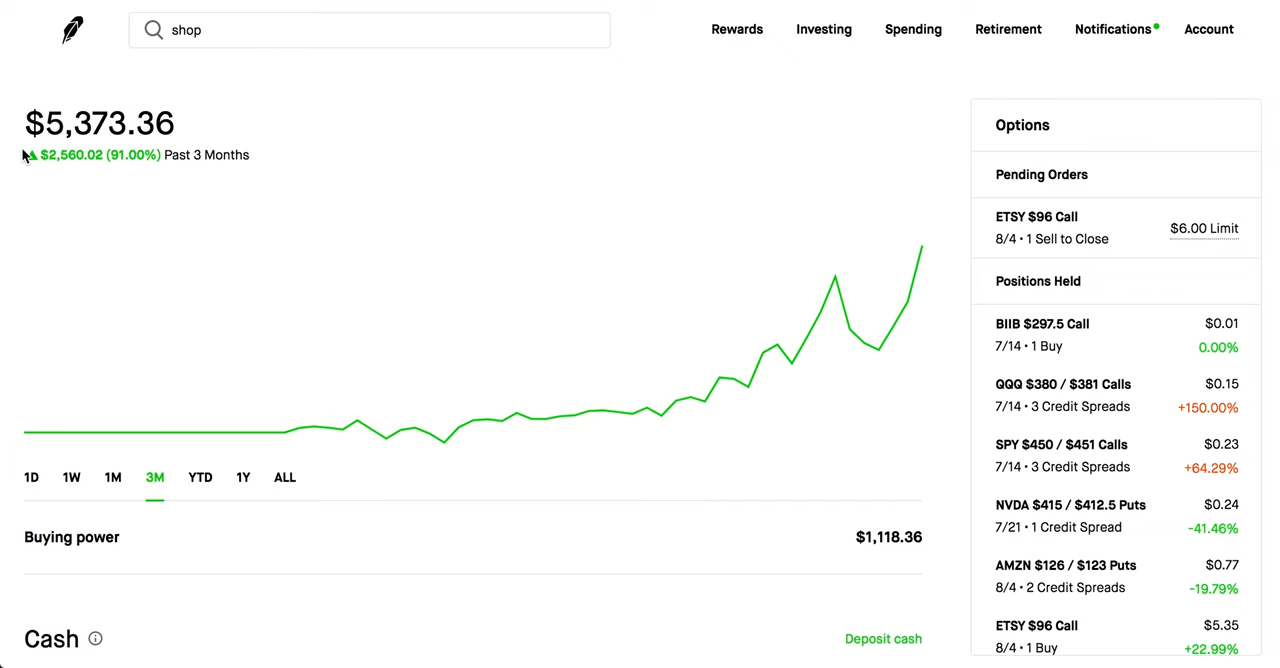 shop
Rewards
Investing
Spending
Retirement
Notifications
Account
$5,373.36
$2,560.02 (91.00%) Past 3 Months
1D
1W
1M
3M
YTD
1Y
ALL
Buying power
$1,118.36
Cash
Deposit cash
Options
Pending Orders
ETSY $96 Call
8/4 • 1 Sell to Close
$6.00 Limit
Positions Held
BIIB $297.5 Call
$0.01
7/14 • 1 Buy
0.00%
QQQ $380 / $381 Calls
$0.15
7/14 • 3 Credit Spreads
+150.00%
SPY $450 / $451 Calls
$0.23
7/14 • 3 Credit Spreads
+64.29%
NVDA $415 / $412.5 Puts
$0.24
7/21 • 1 Credit Spread
-41.46%
AMZN $126 / $123 Puts
$0.77
8/4 • 2 Credit Spreads
-19.79%
ETSY $96 Call
$5.35
8/4 • 1 Buy
+22.99%